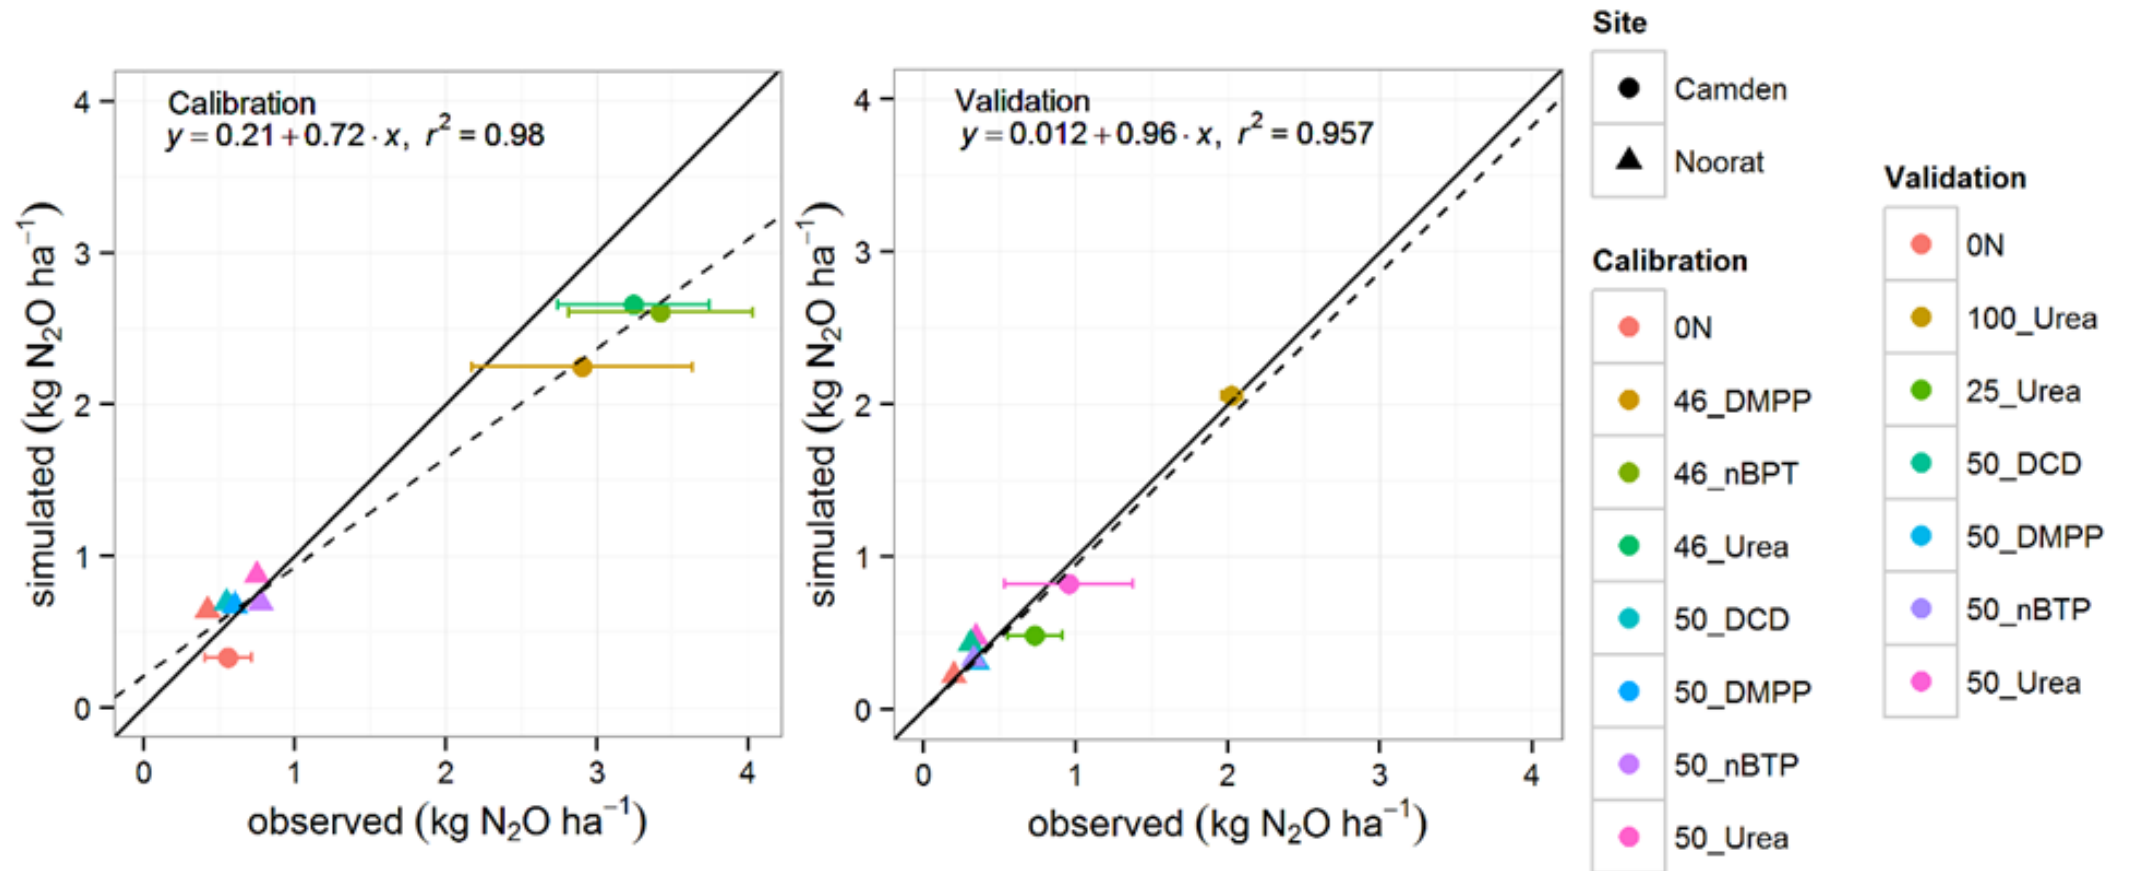 Calibration
y = 0.21 + 0.72 · x, r² = 0.98
4
3
2
1
0
simulated (kg N₂O ha⁻¹)
0 1 2 3 4
observed (kg N₂O ha⁻¹)
Validation
y = 0.012 + 0.96 · x, r² = 0.957
4
3
2
1
0
simulated (kg N₂O ha⁻¹)
0 1 2 3 4
observed (kg N₂O ha⁻¹)
Site
Camden
Noorat
Calibration
0N
46_DMPP
46_nBPT
46_Urea
50_DCD
50_DMPP
50_nBTP
50_Urea
Validation
0N
100_Urea
25_Urea
50_DCD
50_DMPP
50_nBTP
50_Urea